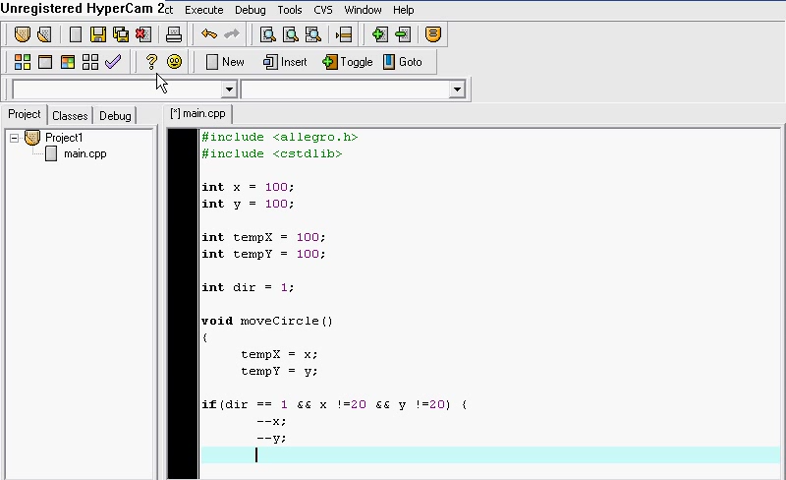 Unregistered HyperCam 2ct Execute Debug Tools CVS Window Help
New Insert Toggle Goto
Project Classes Debug [*] main.cpp
Project1
main.cpp
#include <allegro.h>
#include <cstdlib>
int x = 100;
int y = 100;
int tempX = 100;
int tempY = 100;
int dir = 1;
void moveCircle()
{
tempX = x;
tempY = y;
if(dir == 1 && x !=20 && y !=20) {
--x;
--y;